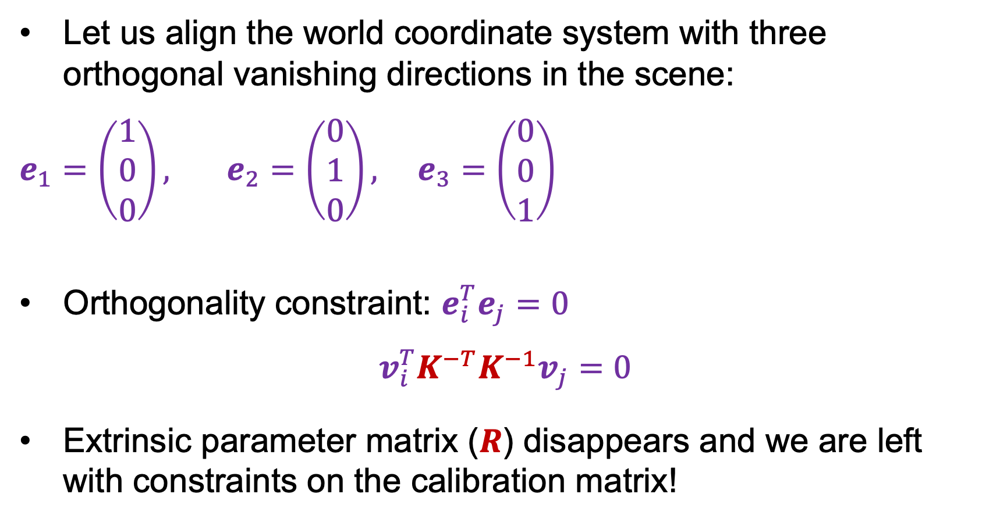 • Let us align the world coordinate system with three
orthogonal vanishing directions in the scene:
$\boldsymbol{e}_1 = \begin{pmatrix} 1 \\ 0 \\ 0 \end{pmatrix}, \quad \boldsymbol{e}_2 = \begin{pmatrix} 0 \\ 1 \\ 0 \end{pmatrix}, \quad \boldsymbol{e}_3 = \begin{pmatrix} 0 \\ 0 \\ 1 \end{pmatrix}$
• Orthogonality constraint: $\boldsymbol{e}_i^T \boldsymbol{e}_j = 0$
$\boldsymbol{v}_i^T \boldsymbol{K}^{-T} \boldsymbol{K}^{-1} \boldsymbol{v}_j = 0$
• Extrinsic parameter matrix ($\boldsymbol{R}$) disappears and we are left
with constraints on the calibration matrix!